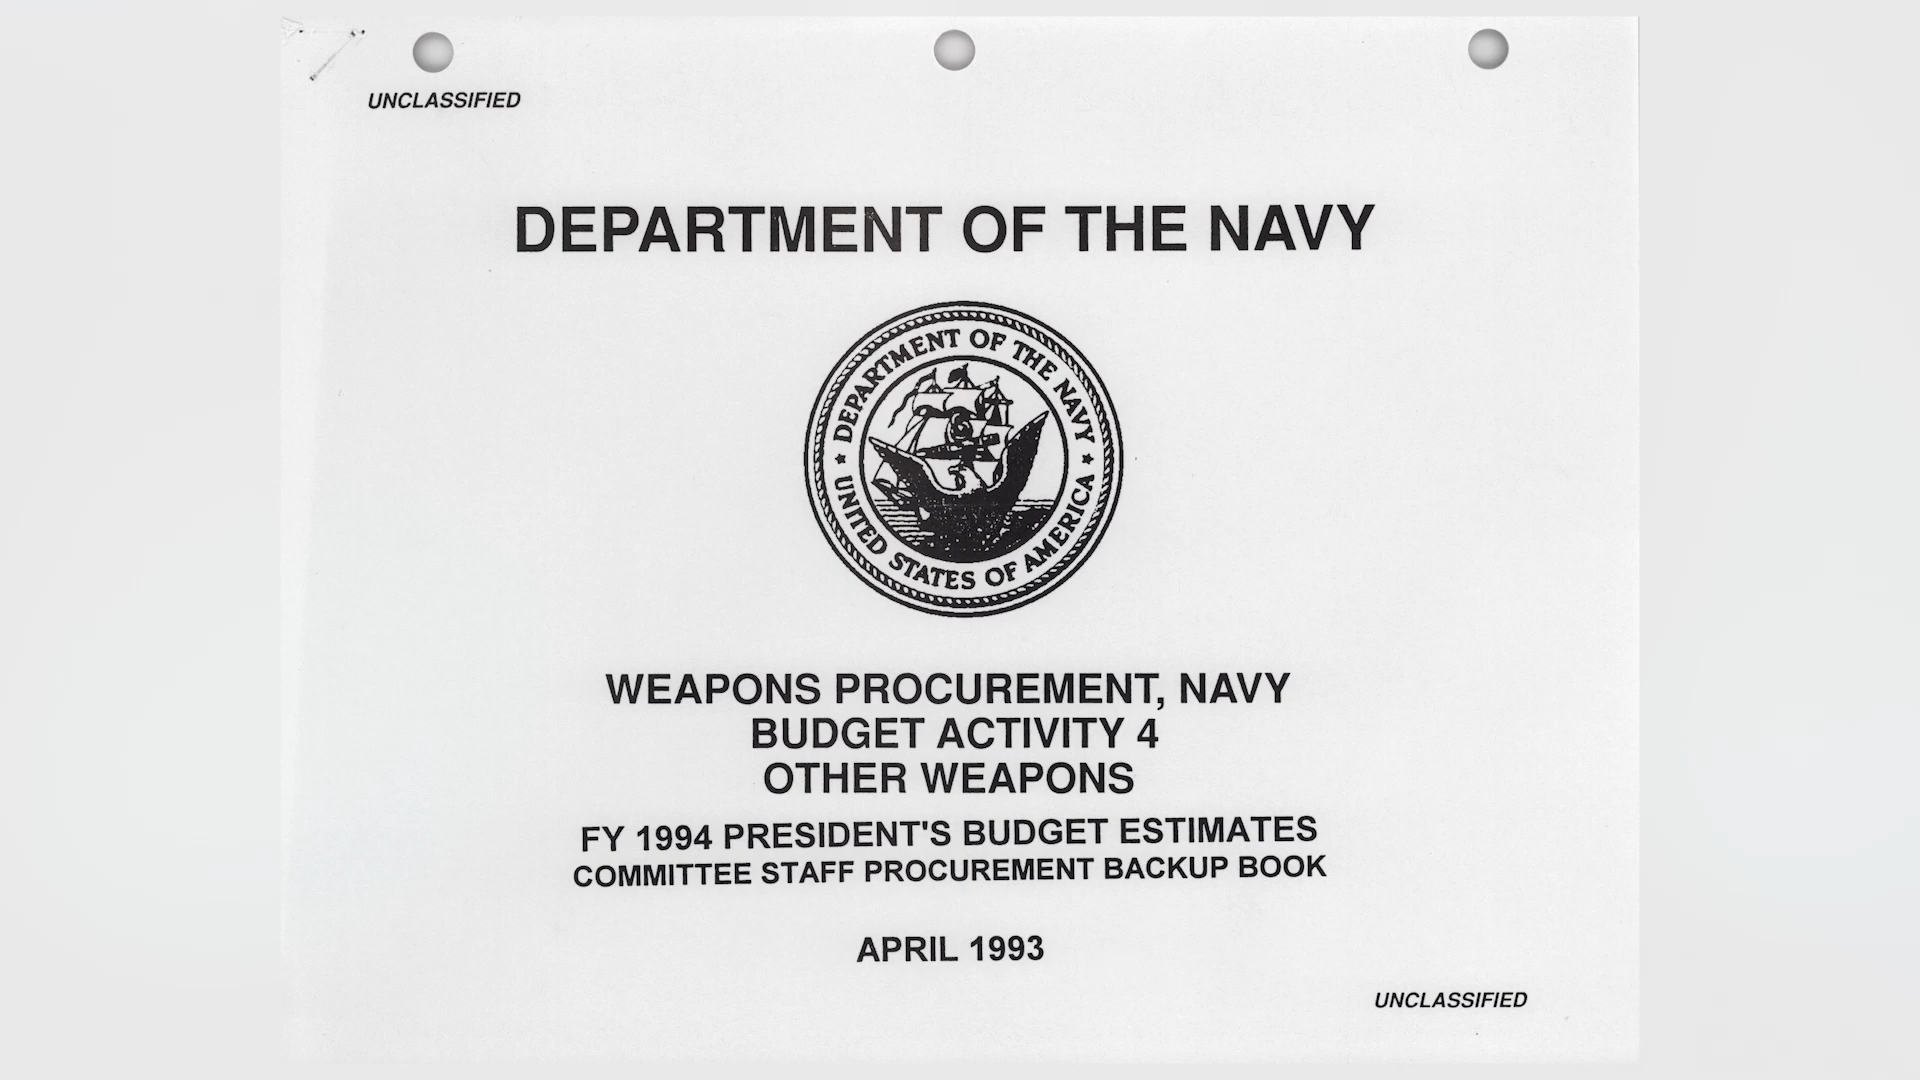 UNCLASSIFIED
DEPARTMENT OF THE NAVY
DEPARTMENT OF THE NAVY
UNITED STATES OF AMERICA
WEAPONS PROCUREMENT, NAVY
BUDGET ACTIVITY 4
OTHER WEAPONS
FY 1994 PRESIDENT'S BUDGET ESTIMATES
COMMITTEE STAFF PROCUREMENT BACKUP BOOK
APRIL 1993
UNCLASSIFIED